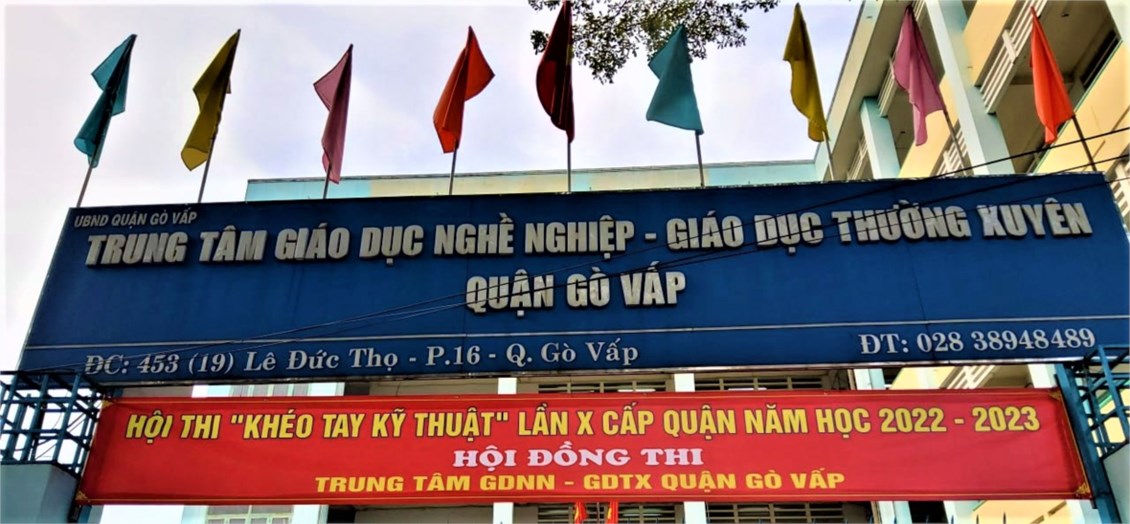 UBND QUẬN GÒ VẤP
TRUNG TÂM GIÁO DỤC NGHỀ NGHIỆP - GIÁO DỤC THƯỜNG XUYÊN
QUẬN GÒ VẤP
ĐC: 453 (19) Lê Đức Thọ - P.16 - Q. Gò Vấp
ĐT: 028 38948489
HỘI THI "KHÉO TAY KỸ THUẬT" LẦN X CẤP QUẬN NĂM HỌC 2022 - 2023
HỘI ĐỒNG THI
TRUNG TÂM GDNN - GDTX QUẬN GÒ VẤP